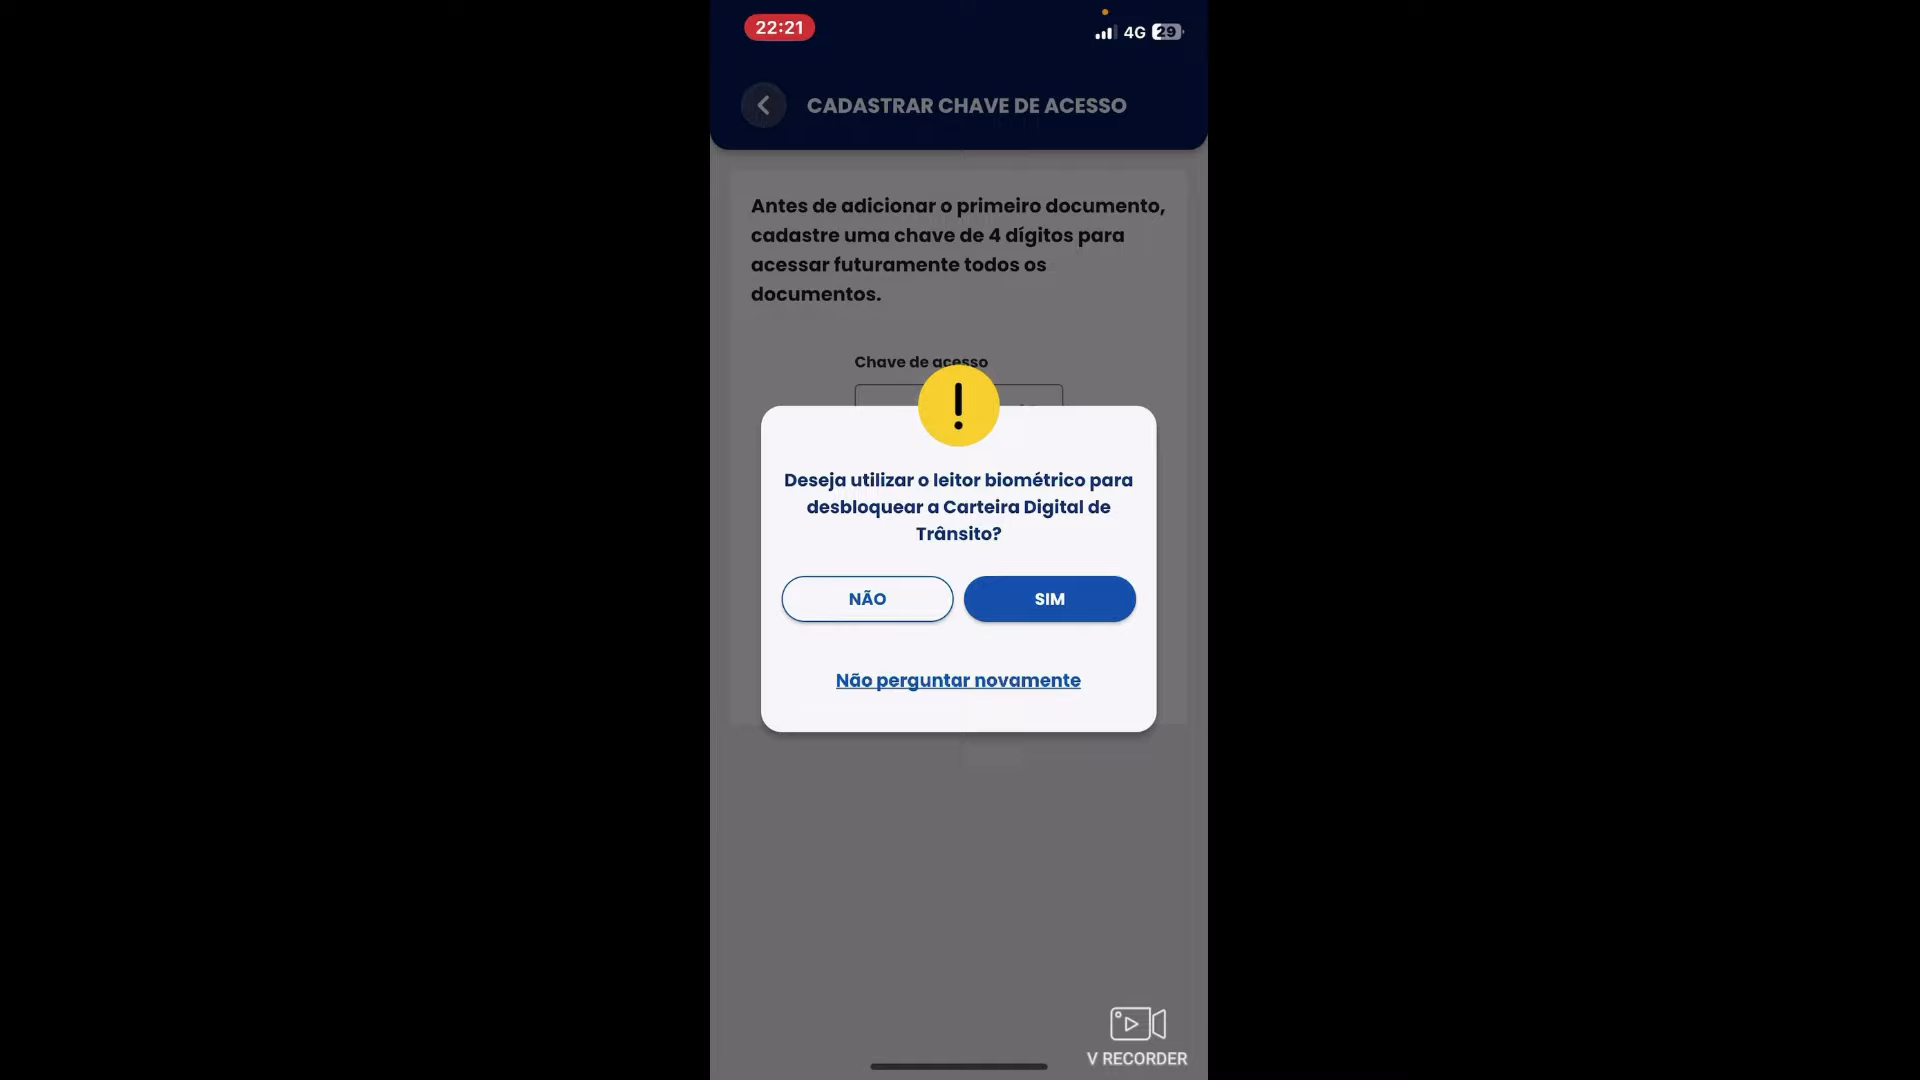 22:21
4G 29
CADASTRAR CHAVE DE ACESSO
Antes de adicionar o primeiro documento,
cadastre uma chave de 4 dígitos para
acessar futuramente todos os
documentos.
Chave de acesso
!
Deseja utilizar o leitor biométrico para
desbloquear a Carteira Digital de
Trânsito?
NÃO
SIM
Não perguntar novamente
V RECORDER